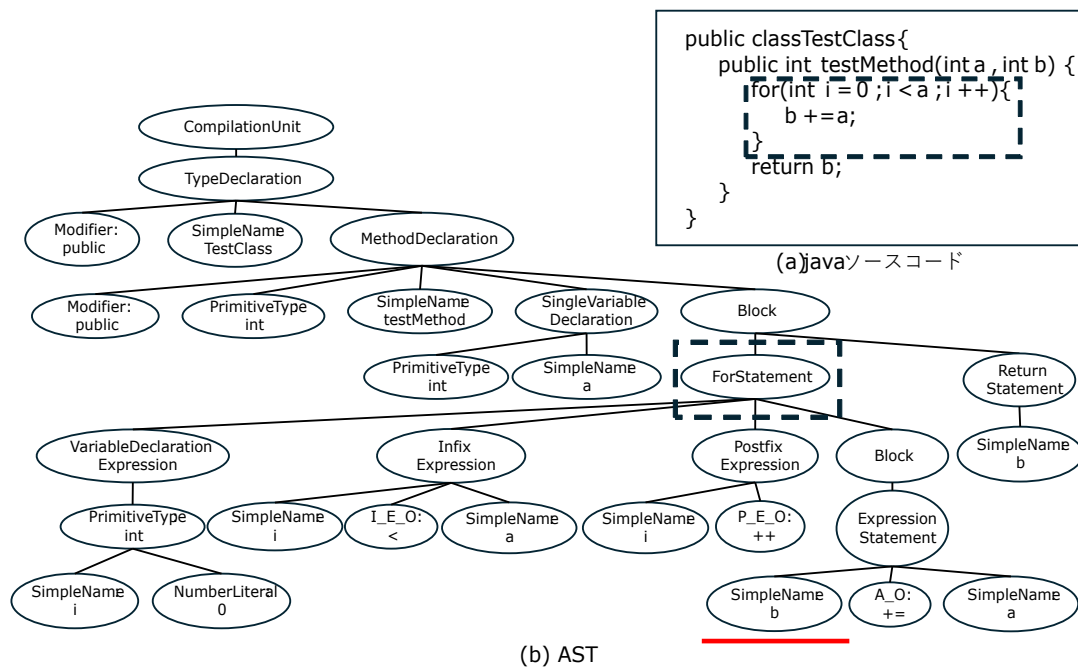 public classTestClass{
public int testMethod(int a , int b) {
for(int i = 0 ; i < a ; i ++){
b +=a;
}
return b;
}
}
(a)javaソースコード
CompilationUnit
TypeDeclaration
Modifier:
public
SimpleName
TestClass
MethodDeclaration
Modifier:
public
PrimitiveType
int
SimpleName
testMethod
SingleVariable
Declaration
Block
PrimitiveType
int
SimpleName
a
ForStatement
Return
Statement
VariableDeclaration
Expression
Infix
Expression
Postfix
Expression
Block
SimpleName
b
PrimitiveType
int
SimpleName
i
I_E_O:
<
SimpleName
a
SimpleName
i
P_E_O:
++
Expression
Statement
SimpleName
i
NumberLiteral
0
SimpleName
b
A_O:
+=
SimpleName
a
(b) AST